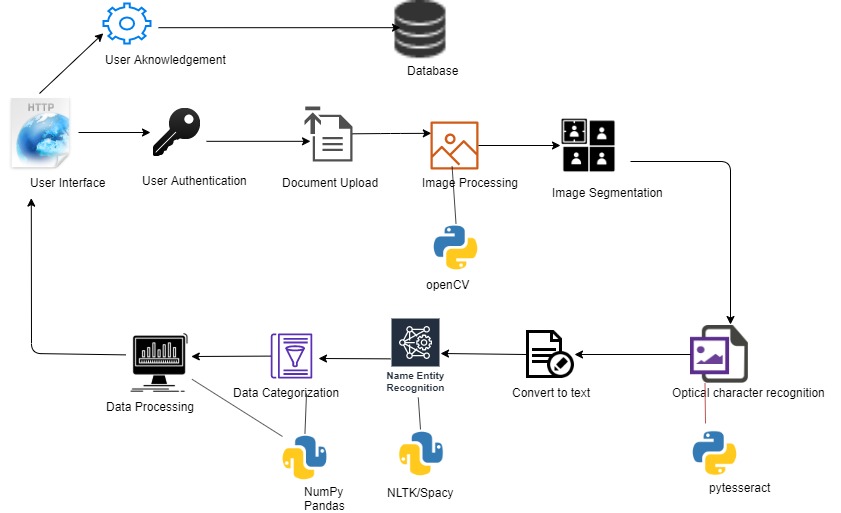 User Aknowledgement
Database
HTTP
User Interface
User Authentication
Document Upload
Image Processing
Image Segmentation
openCV
Data Processing
Data Categorization
Name Entity
Recognition
Convert to text
Optical character recognition
NumPy
Pandas
NLTK/Spacy
pytesseract